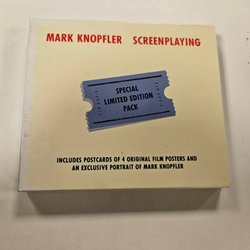 MARK KNOPFLER SCREENPLAYING
SPECIAL
LIMITED EDITION
PACK
INCLUDES POSTCARDS OF 4 ORIGINAL FILM POSTERS AND
AN EXCLUSIVE PORTRAIT OF MARK KNOPFLER